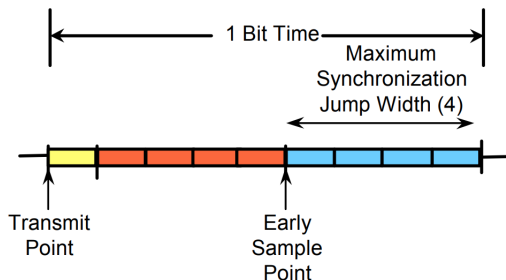 1 Bit Time
Maximum
Synchronization
Jump Width (4)
Transmit
Point
Early
Sample
Point